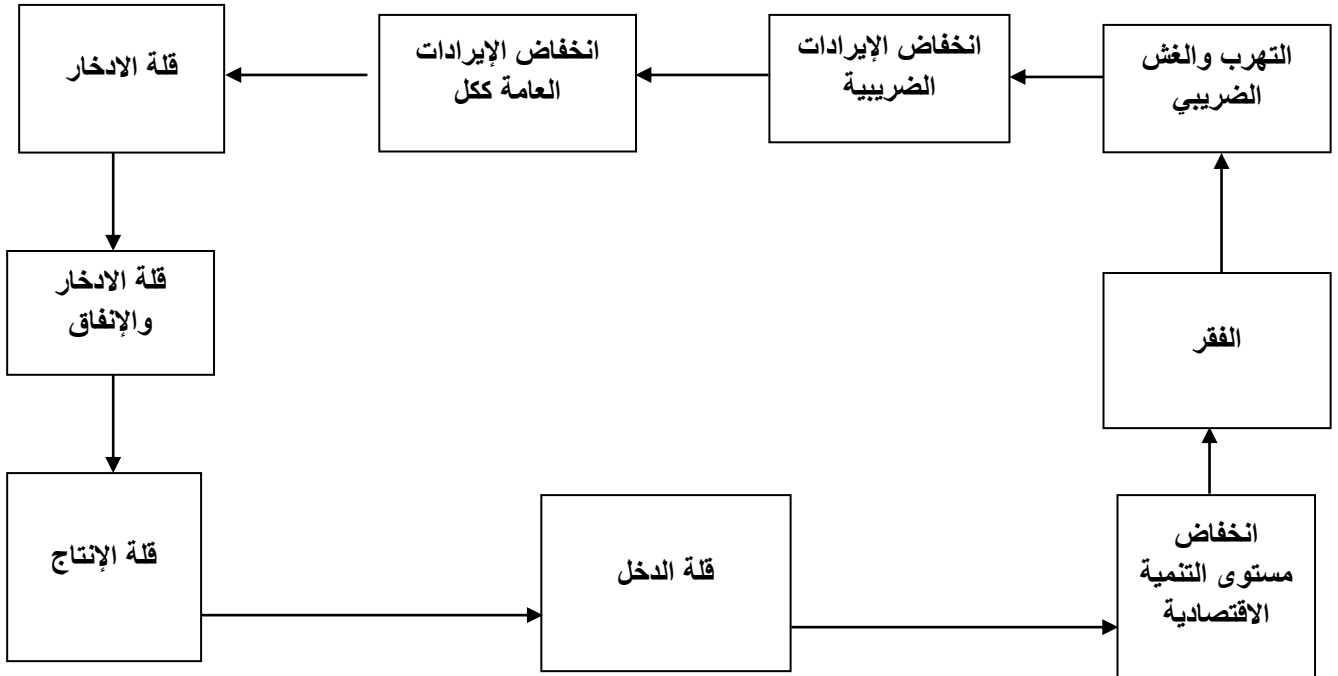 التهرب والغش
الضريبي
انخفاض الإيرادات
الضريبية
انخفاض الإيرادات
العامة ككل
قلة الادخار
قلة الادخار
والإنفاق
قلة الإنتاج
قلة الدخل
انخفاض
مستوى التنمية
الاقتصادية
الفقر